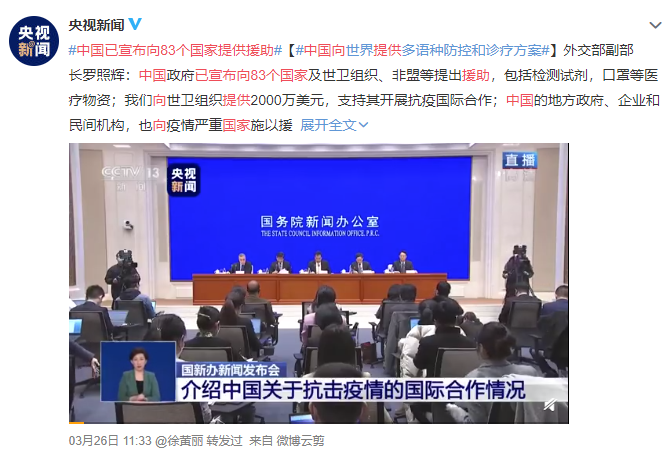 央视新闻
#中国已宣布向83个国家提供援助#【#中国向世界提供多语种防控和诊疗方案#】外交部副部
长罗照辉：中国政府已宣布向83个国家及世卫组织、非盟等提出援助，包括检测试剂，口罩等医
疗物资；我们向世卫组织提供2000万美元，支持其开展抗疫国际合作；中国的地方政府、企业和
民间机构，也向疫情严重国家施以援 展开全文
央视
新闻
CCTV 13
新闻
央视
新闻
直播
国务院新闻办公室
THE STATE COUNCIL INFORMATION OFFICE, P.R.C.
国新办新闻发布会
介绍中国关于抗击疫情的国际合作情况
03月26日 11:33 @徐黄丽 转发过 来自 微博云剪